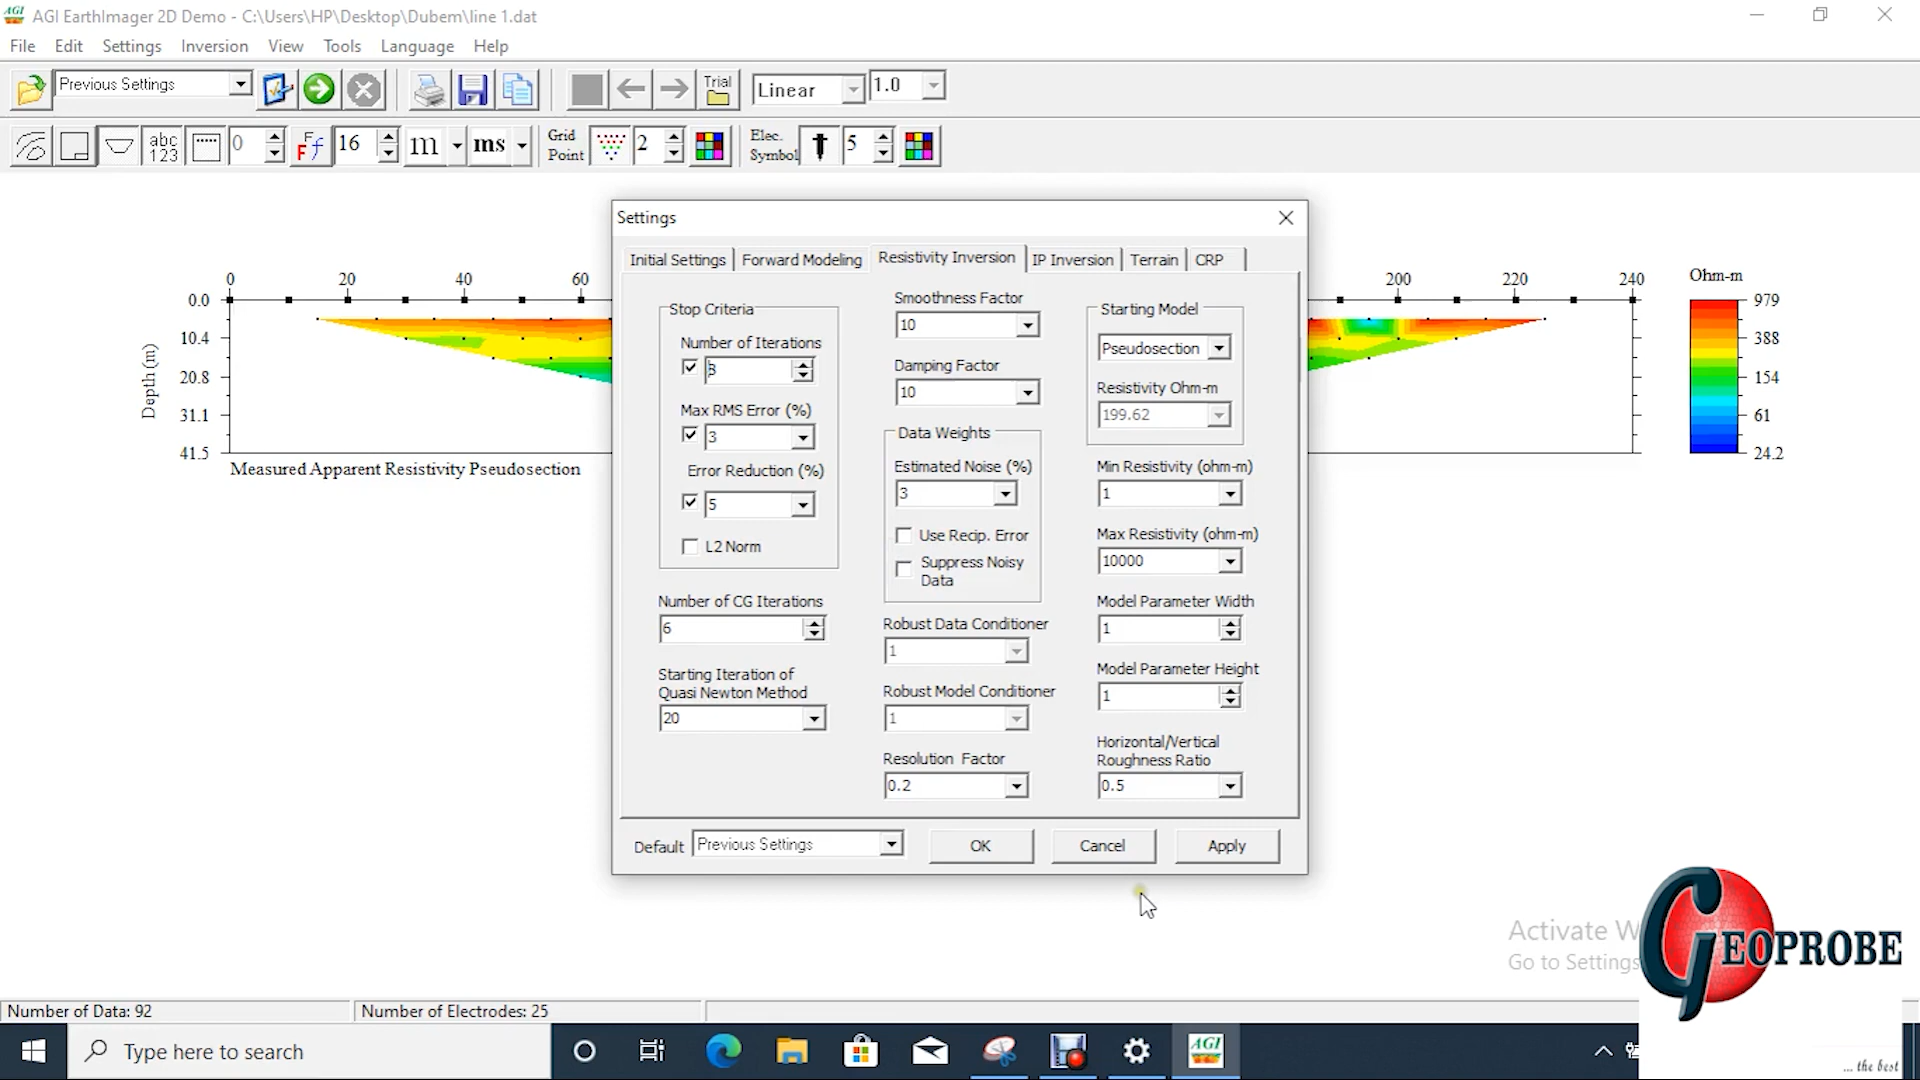 AGI EarthImager 2D Demo - C:\Users\HP\Desktop\Dubem\line 1.dat
File Edit Settings Inversion View Tools Language Help
Previous Settings Trial Linear 1.0
abc 123 0 Ff 16 m ms Grid Point 2 Elec. Symbol 5
Settings
Initial Settings Forward Modeling Resistivity Inversion IP Inversion Terrain CRP
Stop Criteria
Number of Iterations
8
Max RMS Error (%)
3
Error Reduction (%)
5
L2 Norm
Number of CG Iterations
6
Starting Iteration of
Quasi Newton Method
20
Smoothness Factor
10
Damping Factor
10
Data Weights
Estimated Noise (%)
3
Use Recip. Error
Suppress Noisy
Data
Robust Data Conditioner
1
Robust Model Conditioner
1
Resolution Factor
0.2
Starting Model
Pseudosection
Resistivity Ohm-m
199.62
Min Resistivity (ohm-m)
1
Max Resistivity (ohm-m)
10000
Model Parameter Width
1
Model Parameter Height
1
Horizontal/Vertical
Roughness Ratio
0.5
Default Previous Settings OK Cancel Apply
0 20 40 60 200 220 240
Depth (m)
0.0
10.4
20.8
31.1
41.5
Measured Apparent Resistivity Pseudosection
Ohm-m
979
388
154
61
24.2
Activate W
Go to Settings
GEOPROBE
... the best
Number of Data: 92 Number of Electrodes: 25
Type here to search
AGI